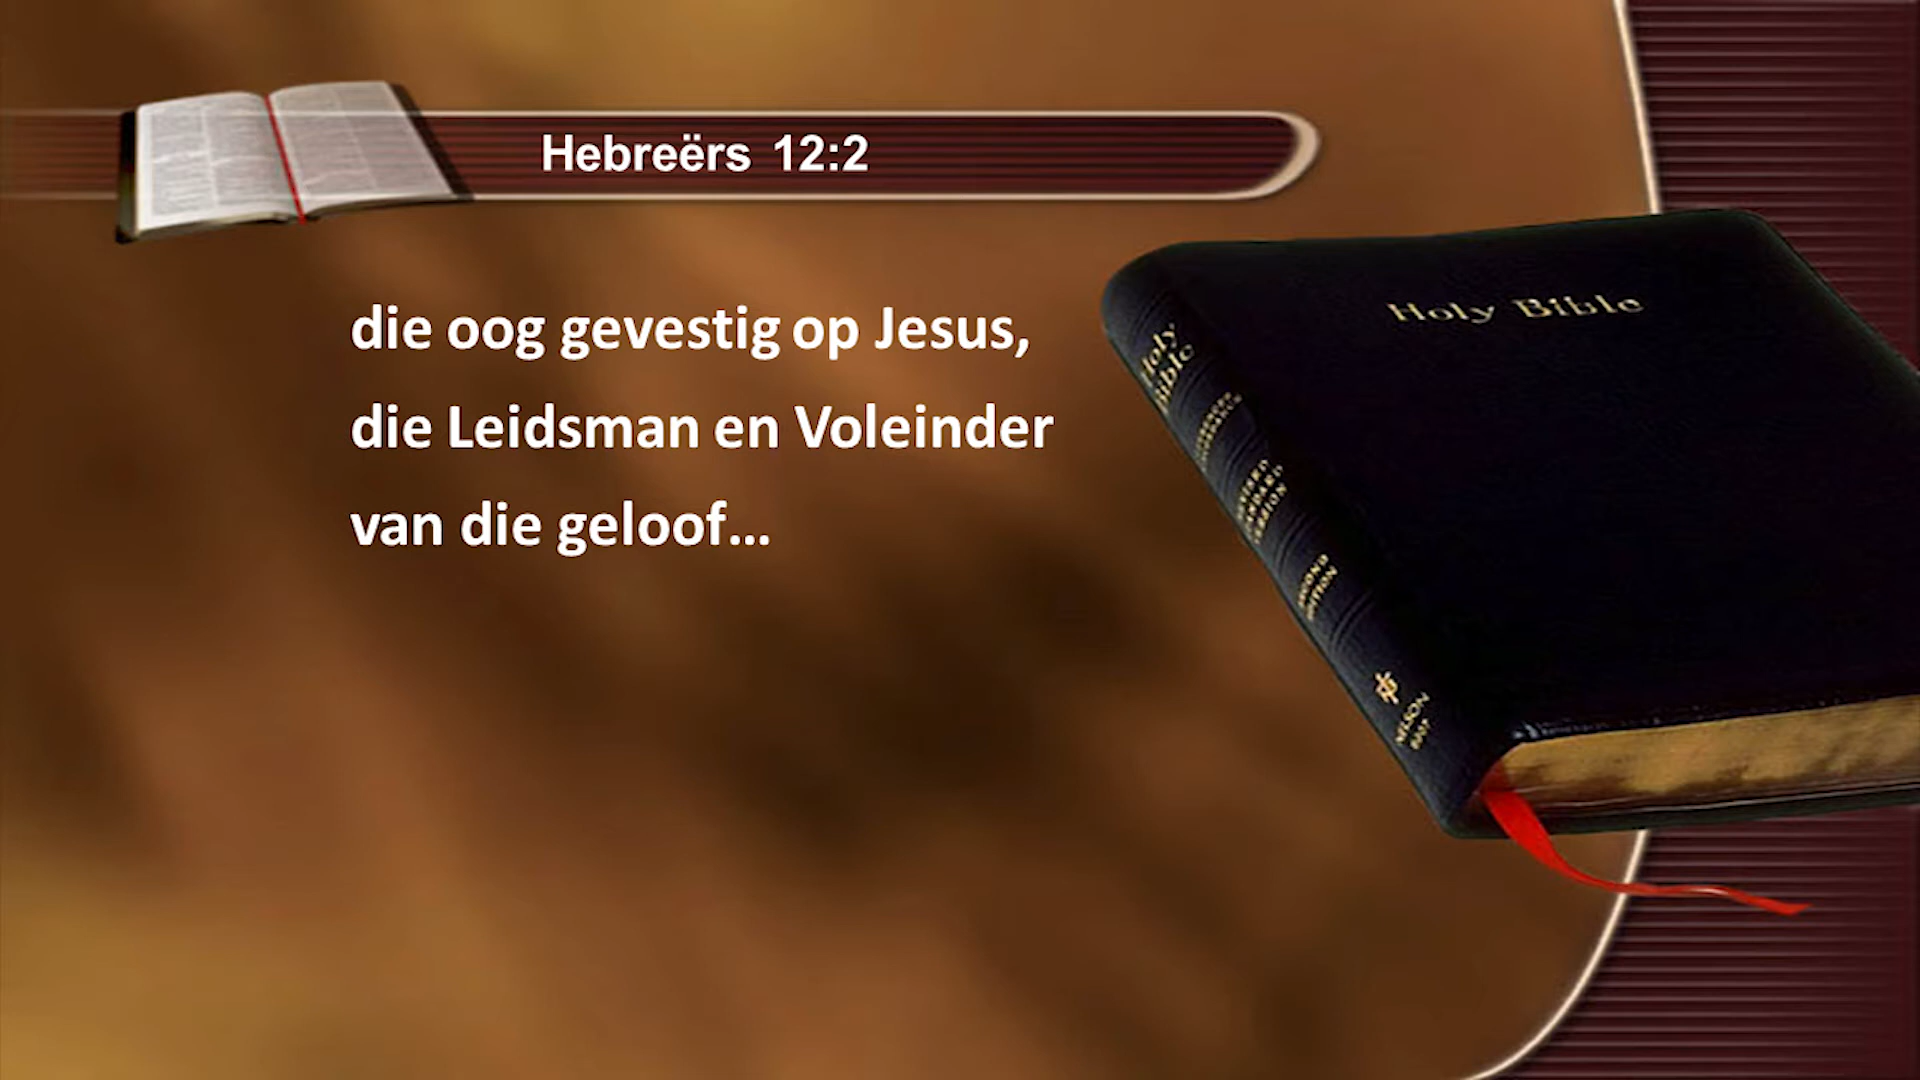 Hebreërs 12:2
die oog gevestig op Jesus,
die Leidsman en Voleinder
van die geloof...
Holy Bible
Holy
Bible